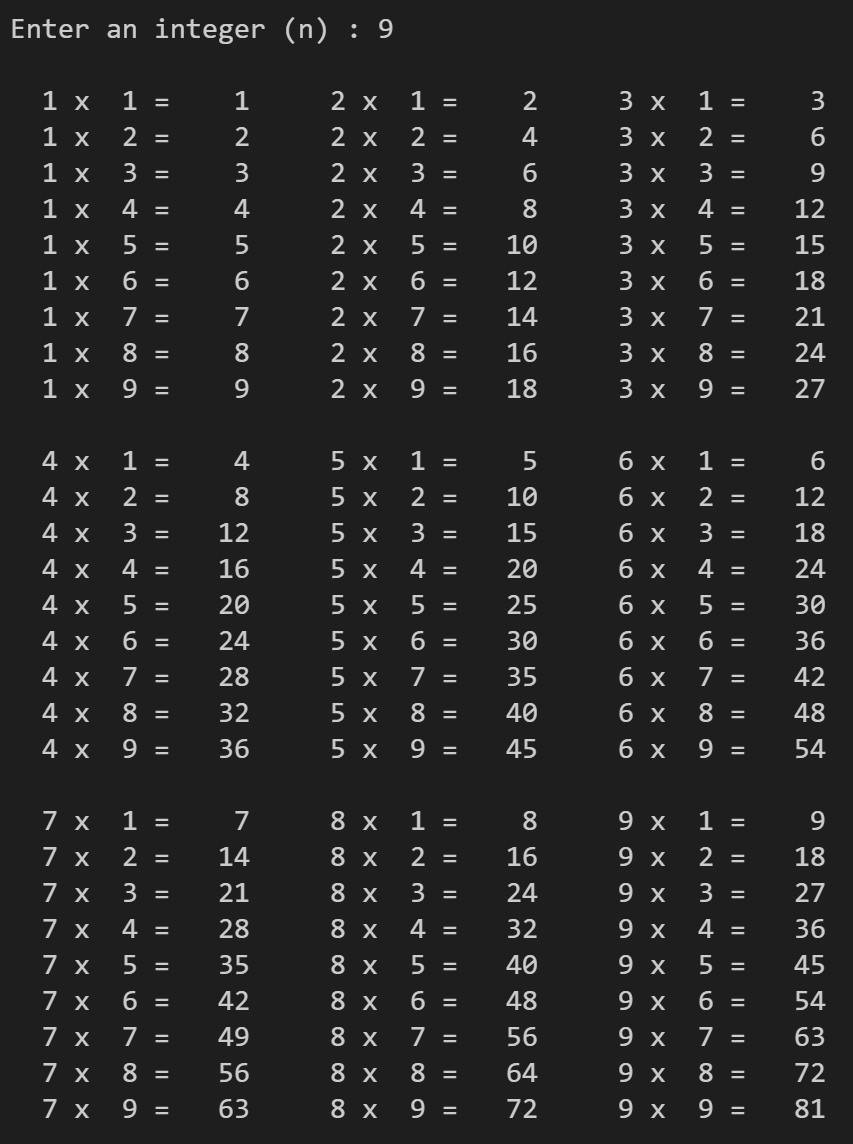 Enter an integer (n) : 9
  1 x  1 =    1     2 x  1 =    2     3 x  1 =    3
  1 x  2 =    2     2 x  2 =    4     3 x  2 =    6
  1 x  3 =    3     2 x  3 =    6     3 x  3 =    9
  1 x  4 =    4     2 x  4 =    8     3 x  4 =   12
  1 x  5 =    5     2 x  5 =   10     3 x  5 =   15
  1 x  6 =    6     2 x  6 =   12     3 x  6 =   18
  1 x  7 =    7     2 x  7 =   14     3 x  7 =   21
  1 x  8 =    8     2 x  8 =   16     3 x  8 =   24
  1 x  9 =    9     2 x  9 =   18     3 x  9 =   27
  4 x  1 =    4     5 x  1 =    5     6 x  1 =    6
  4 x  2 =    8     5 x  2 =   10     6 x  2 =   12
  4 x  3 =   12     5 x  3 =   15     6 x  3 =   18
  4 x  4 =   16     5 x  4 =   20     6 x  4 =   24
  4 x  5 =   20     5 x  5 =   25     6 x  5 =   30
  4 x  6 =   24     5 x  6 =   30     6 x  6 =   36
  4 x  7 =   28     5 x  7 =   35     6 x  7 =   42
  4 x  8 =   32     5 x  8 =   40     6 x  8 =   48
  4 x  9 =   36     5 x  9 =   45     6 x  9 =   54
  7 x  1 =    7     8 x  1 =    8     9 x  1 =    9
  7 x  2 =   14     8 x  2 =   16     9 x  2 =   18
  7 x  3 =   21     8 x  3 =   24     9 x  3 =   27
  7 x  4 =   28     8 x  4 =   32     9 x  4 =   36
  7 x  5 =   35     8 x  5 =   40     9 x  5 =   45
  7 x  6 =   42     8 x  6 =   48     9 x  6 =   54
  7 x  7 =   49     8 x  7 =   56     9 x  7 =   63
  7 x  8 =   56     8 x  8 =   64     9 x  8 =   72
  7 x  9 =   63     8 x  9 =   72     9 x  9 =   81